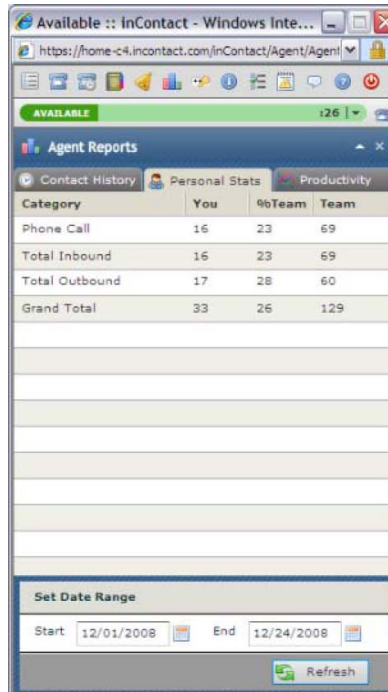 Available :: inContact - Windows Inte...
https://home-c4.incontact.com/inContact/Agent/Agent
AVAILABLE :26
Agent Reports
Contact History Personal Stats Productivity
Category You %Team Team
Phone Call 16 23 69
Total Inbound 16 23 69
Total Outbound 17 28 60
Grand Total 33 26 129
Set Date Range
Start 12/01/2008 End 12/24/2008
Refresh